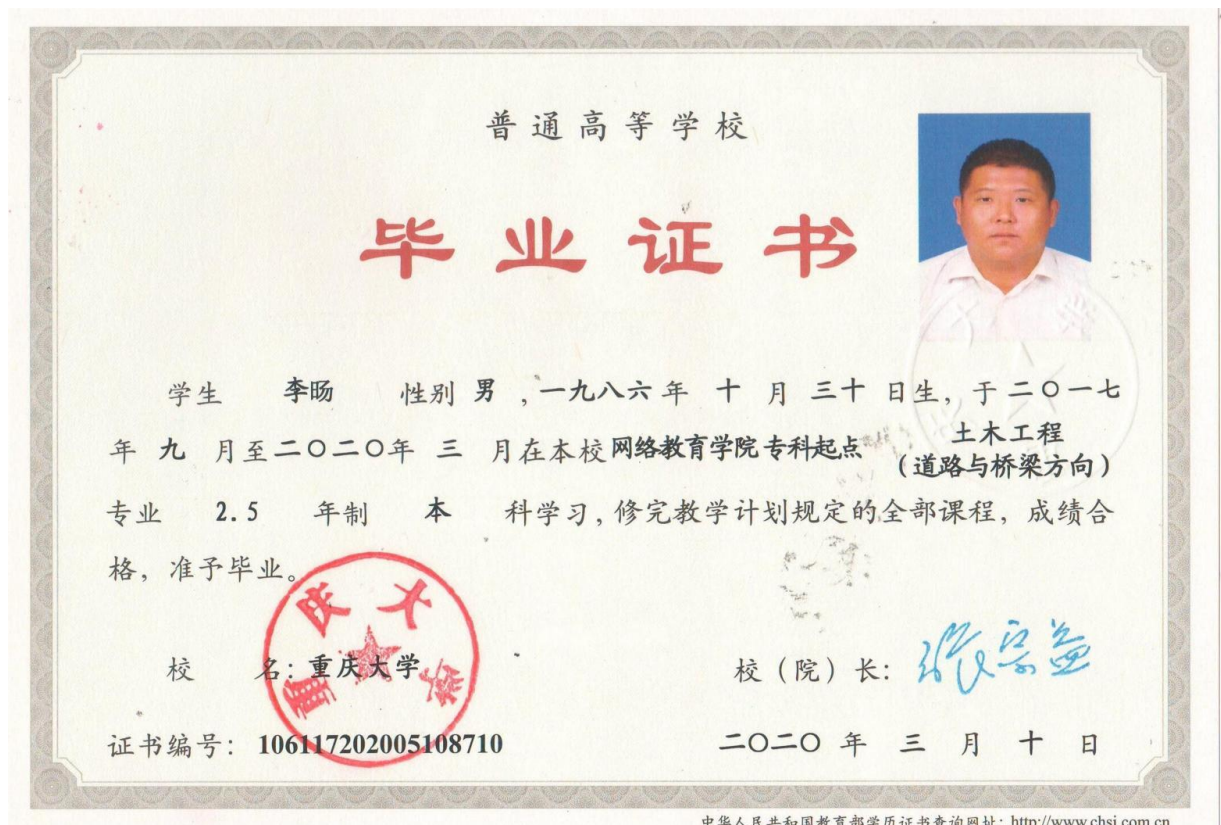 普通高等学校
毕业证书
学生 李旸 性别 男 ,一九八六年 十 月 三十 日生, 于二〇一七
年 九 月至二〇二〇年 三 月在本校网络教育学院专科起点 土木工程
(道路与桥梁方向)
专业 2.5 年制 本 科学习, 修完教学计划规定的全部课程, 成绩合
格, 准予毕业。
重庆大学
校 名: 重庆大学 校(院)长: 张宗益
证书编号: 106117202005108710 二〇二〇 年 三 月 十 日
中华人民共和国教育部学历证书查询网址: http://www.chsi.com.cn